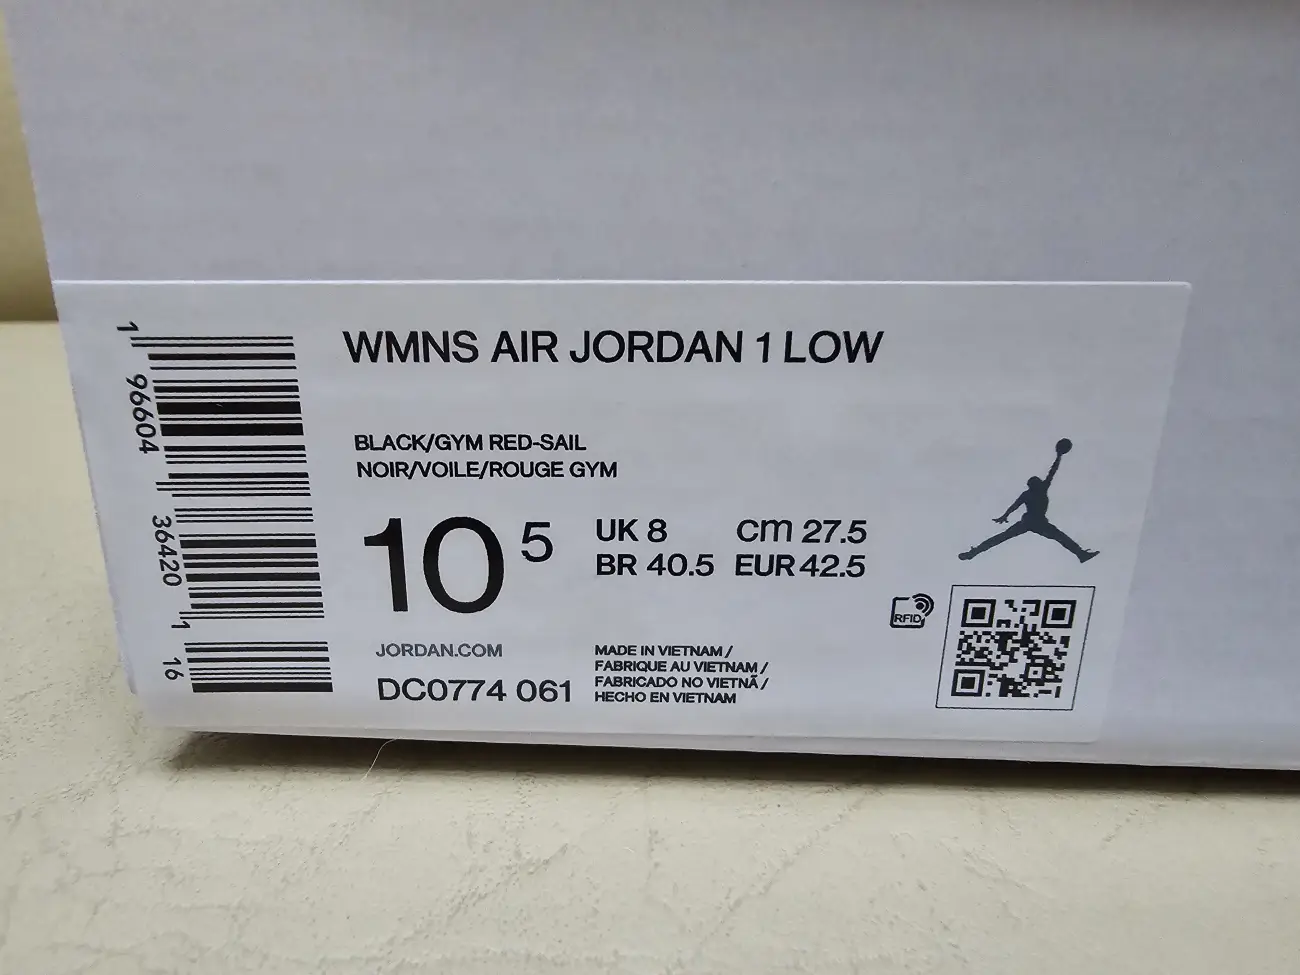 WMNS AIR JORDAN 1 LOW
BLACK/GYM RED-SAIL
NOIR/VOILE/ROUGE GYM
10 5
UK 8 cm 27.5
BR 40.5 EUR 42.5
JORDAN.COM
DC0774 061
MADE IN VIETNAM /
FABRIQUE AU VIETNAM /
FABRICADO NO VIETNÃ /
HECHO EN VIETNAM
RFID
1 96604 36420 1 16